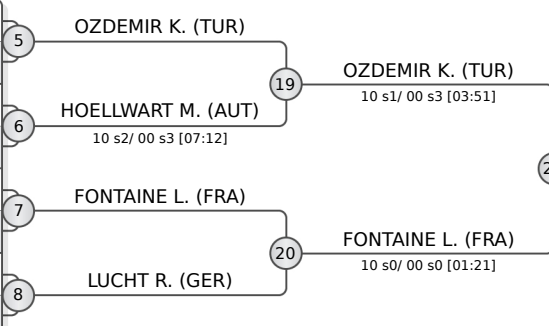 OZDEMIR K. (TUR)
5
19
OZDEMIR K. (TUR)
10 s1/ 00 s3 [03:51]
HOELLWART M. (AUT)
6
10 s2/ 00 s3 [07:12]
FONTAINE L. (FRA)
7
20
FONTAINE L. (FRA)
10 s0/ 00 s0 [01:21]
LUCHT R. (GER)
8